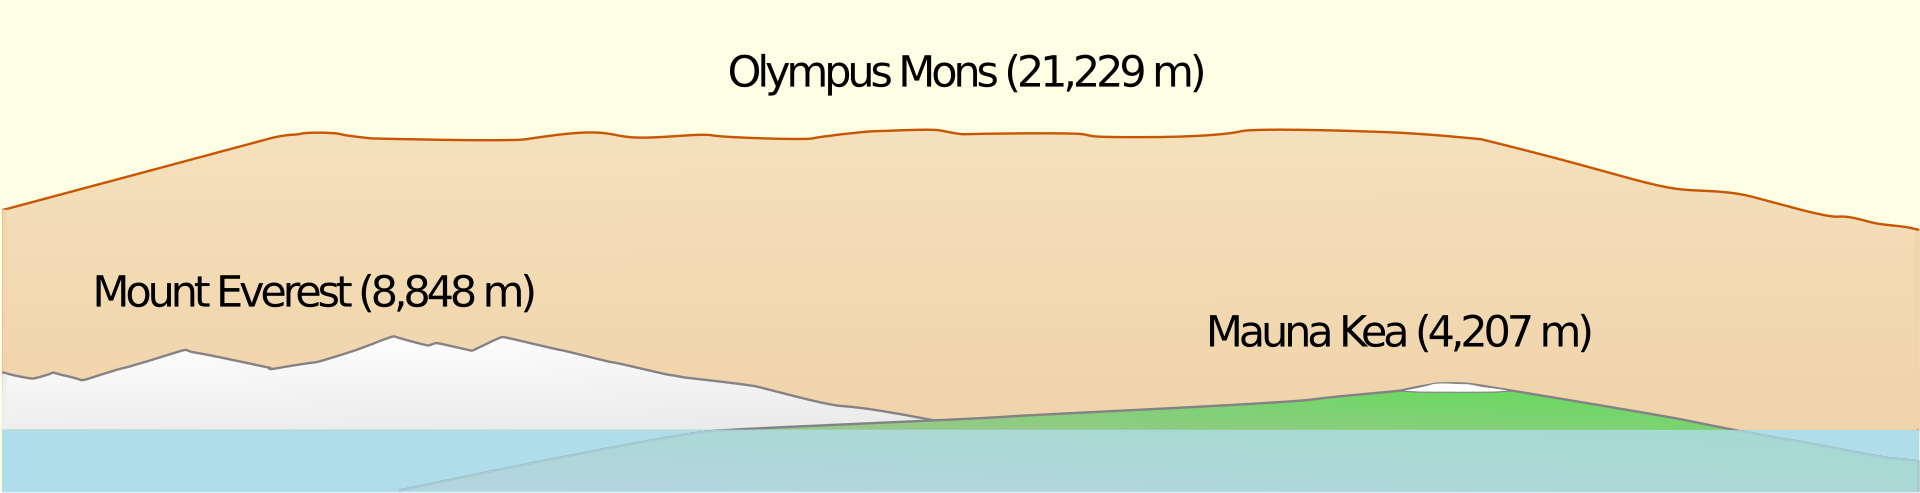 Olympus Mons (21,229 m)
Mount Everest (8,848 m)
Mauna Kea (4,207 m)